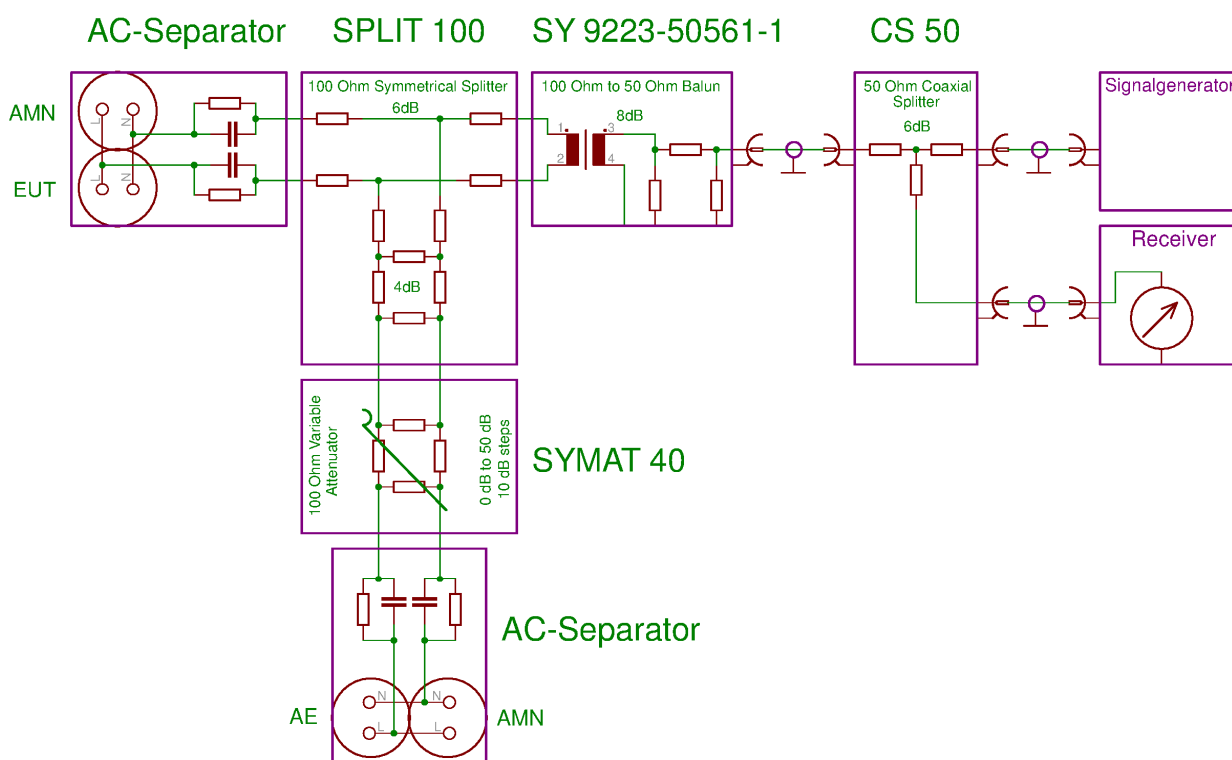 AC-Separator
SPLIT 100
SY 9223-50561-1
CS 50
100 Ohm Symmetrical Splitter
6dB
100 Ohm to 50 Ohm Balun
8dB
50 Ohm Coaxial
Splitter
6dB
Signalgenerator
AMN
L
N
EUT
L
N
1
2
3
4
4dB
Receiver
100 Ohm Variable
Attenuator
0 dB to 50 dB
10 dB steps
SYMAT 40
AC-Separator
AE
N
L
N
L
AMN